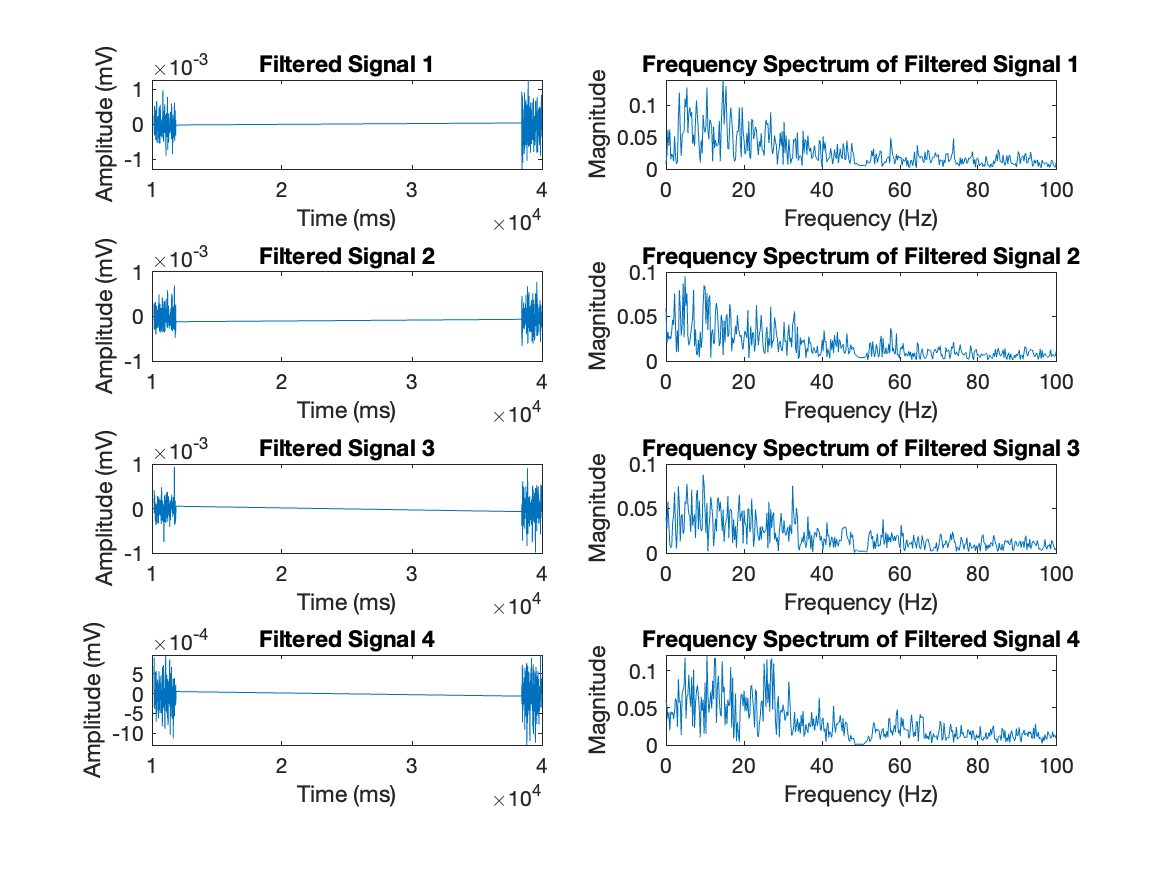 Filtered Signal 1
×10-3
Amplitude (mV)
1
0
-1
1 2 3 4
Time (ms)
×104
Frequency Spectrum of Filtered Signal 1
Magnitude
0.1
0.05
0
0 20 40 60 80 100
Frequency (Hz)
Filtered Signal 2
×10-3
Amplitude (mV)
1
0
-1
1 2 3 4
Time (ms)
×104
Frequency Spectrum of Filtered Signal 2
Magnitude
0.1
0.05
0
0 20 40 60 80 100
Frequency (Hz)
Filtered Signal 3
×10-3
Amplitude (mV)
1
0
-1
1 2 3 4
Time (ms)
×104
Frequency Spectrum of Filtered Signal 3
Magnitude
0.1
0.05
0
0 20 40 60 80 100
Frequency (Hz)
Filtered Signal 4
×10-4
Amplitude (mV)
5
0
-5
-10
1 2 3 4
Time (ms)
×104
Frequency Spectrum of Filtered Signal 4
Magnitude
0.1
0.05
0
0 20 40 60 80 100
Frequency (Hz)